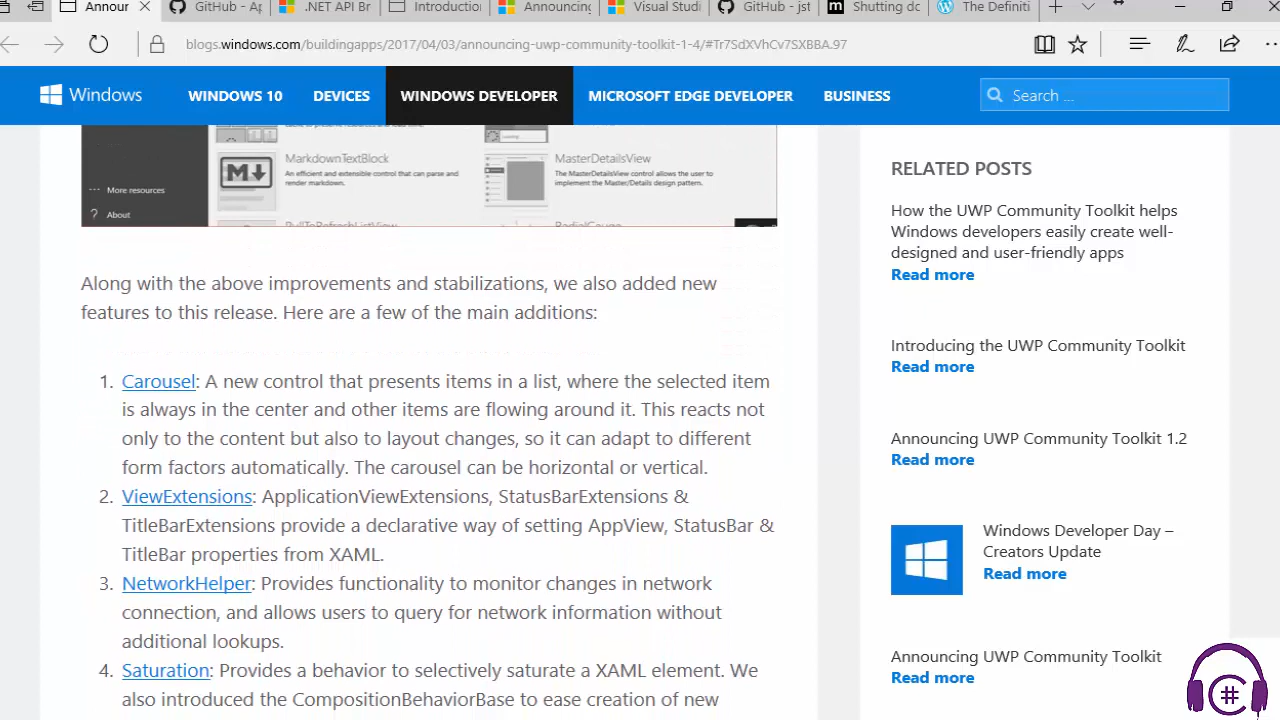 Announ
GitHub - Ap
.NET API Br
Introduction
Announcing
Visual Studi
GitHub - jst
Shutting do
The Definiti
blogs.windows.com/buildingapps/2017/04/03/announcing-uwp-community-toolkit-1-4/#Tr7SdXVhCv7SXBBA.97
Windows
WINDOWS 10
DEVICES
WINDOWS DEVELOPER
MICROSOFT EDGE DEVELOPER
BUSINESS
Search ...
MarkdownTextBlock
An efficient and extensible control that can parse and
render markdown.
MasterDetailsView
The MasterDetailsView control allows the user to
implement the Master/Details design pattern.
More resources
? About
PullToRefreshListView
RadialGauge
Along with the above improvements and stabilizations, we also added new
features to this release. Here are a few of the main additions:
1. Carousel: A new control that presents items in a list, where the selected item
is always in the center and other items are flowing around it. This reacts not
only to the content but also to layout changes, so it can adapt to different
form factors automatically. The carousel can be horizontal or vertical.
2. ViewExtensions: ApplicationViewExtensions, StatusBarExtensions &
TitleBarExtensions provide a declarative way of setting AppView, StatusBar &
TitleBar properties from XAML.
3. NetworkHelper: Provides functionality to monitor changes in network
connection, and allows users to query for network information without
additional lookups.
4. Saturation: Provides a behavior to selectively saturate a XAML element. We
also introduced the CompositionBehaviorBase to ease creation of new
RELATED POSTS
How the UWP Community Toolkit helps
Windows developers easily create well-
designed and user-friendly apps
Read more
Introducing the UWP Community Toolkit
Read more
Announcing UWP Community Toolkit 1.2
Read more
Windows Developer Day –
Creators Update
Read more
Announcing UWP Community Toolkit
Read more
#